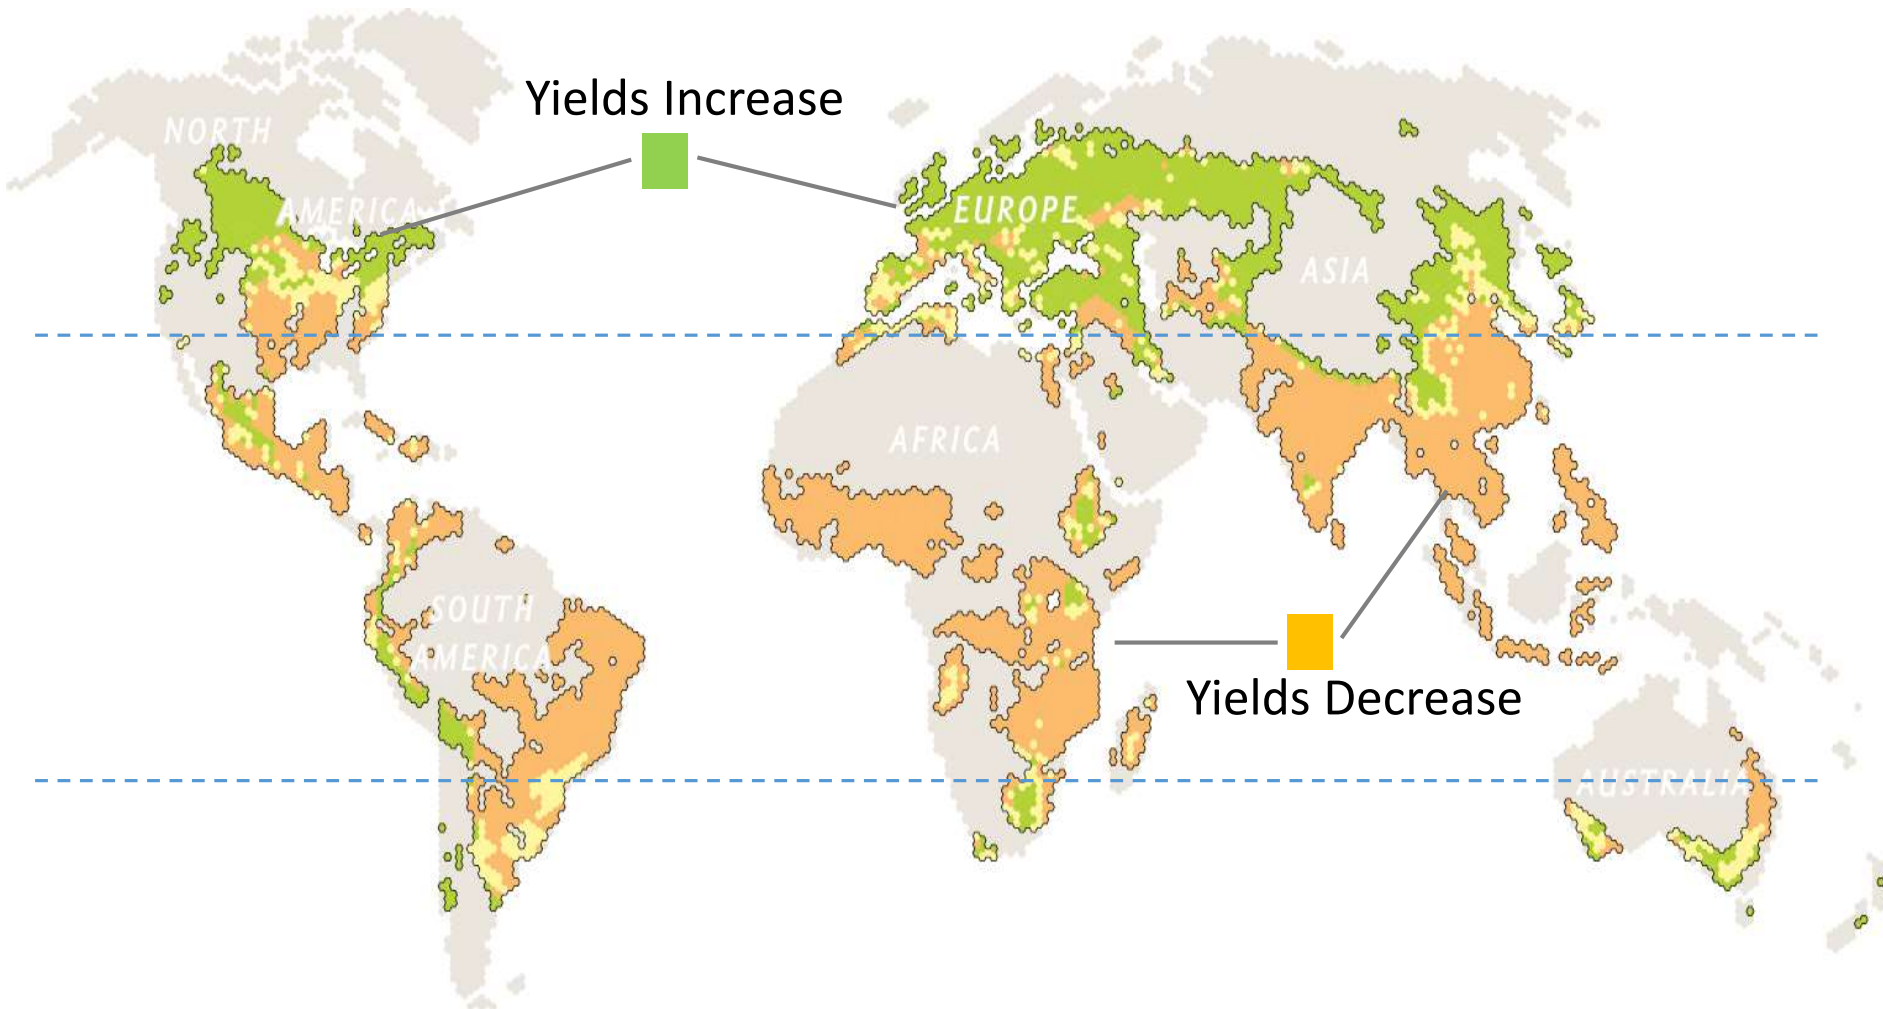 Yields Increase
NORTH
AMERICA
EUROPE
ASIA
AFRICA
SOUTH
AMERICA
Yields Decrease
AUSTRALIA